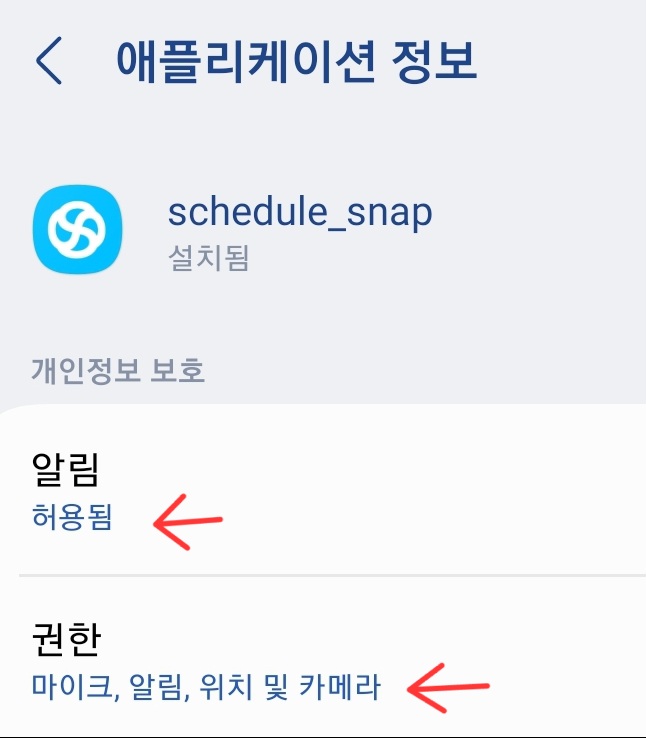 애플리케이션 정보
schedule_snap
설치됨
개인정보 보호
알림
허용됨
권한
마이크, 알림, 위치 및 카메라